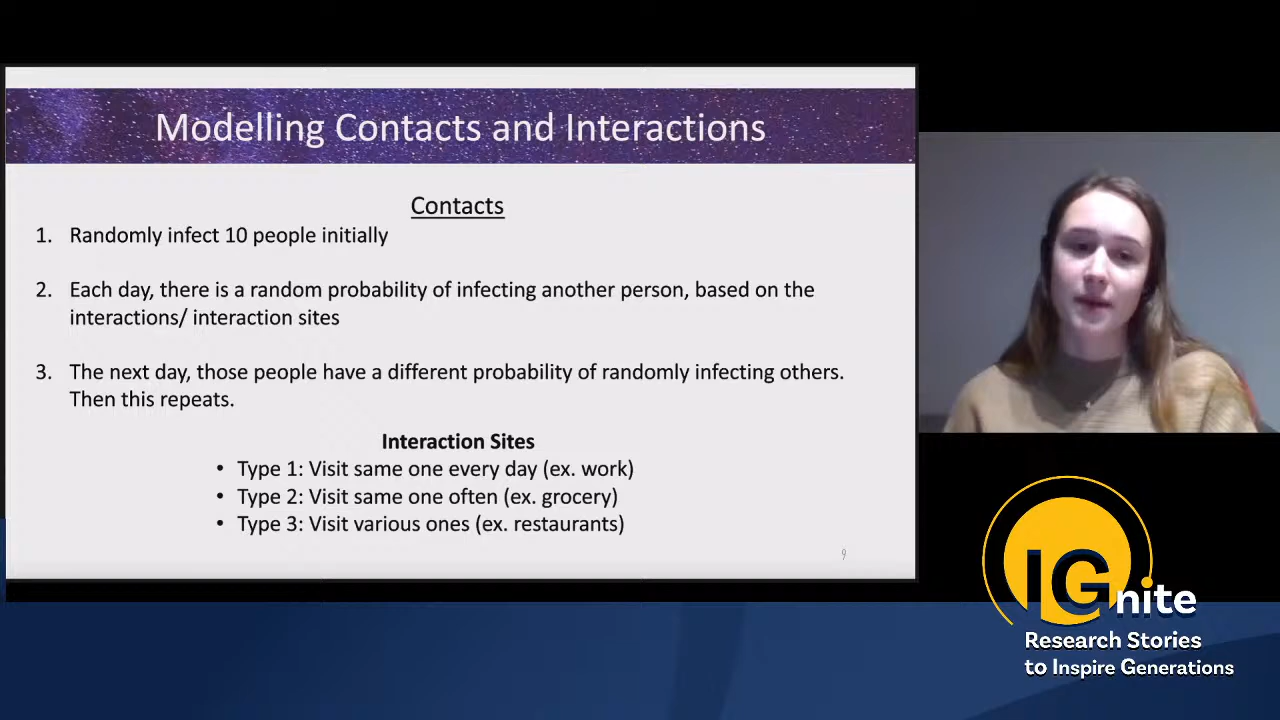 Modelling Contacts and Interactions
Contacts
1. Randomly infect 10 people initially
2. Each day, there is a random probability of infecting another person, based on the
interactions/ interaction sites
3. The next day, those people have a different probability of randomly infecting others.
Then this repeats.
Interaction Sites
• Type 1: Visit same one every day (ex. work)
• Type 2: Visit same one often (ex. grocery)
• Type 3: Visit various ones (ex. restaurants)
9
IGnite
Research Stories
to Inspire Generations